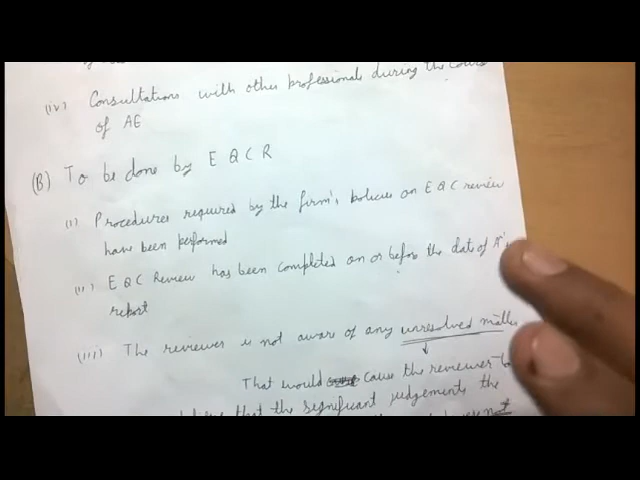 (iv) Consultations with other professionals during the cours
of AE
(B) To be done by EQCR
(i) Procedures required by the firm's policies on EQC review
have been performed
(ii) EQC Review has been completed on or before the date of
report
(iii) The reviewer is not aware of any unresolved matter
That would cause the reviewer to
believe that the significant judgements the
not